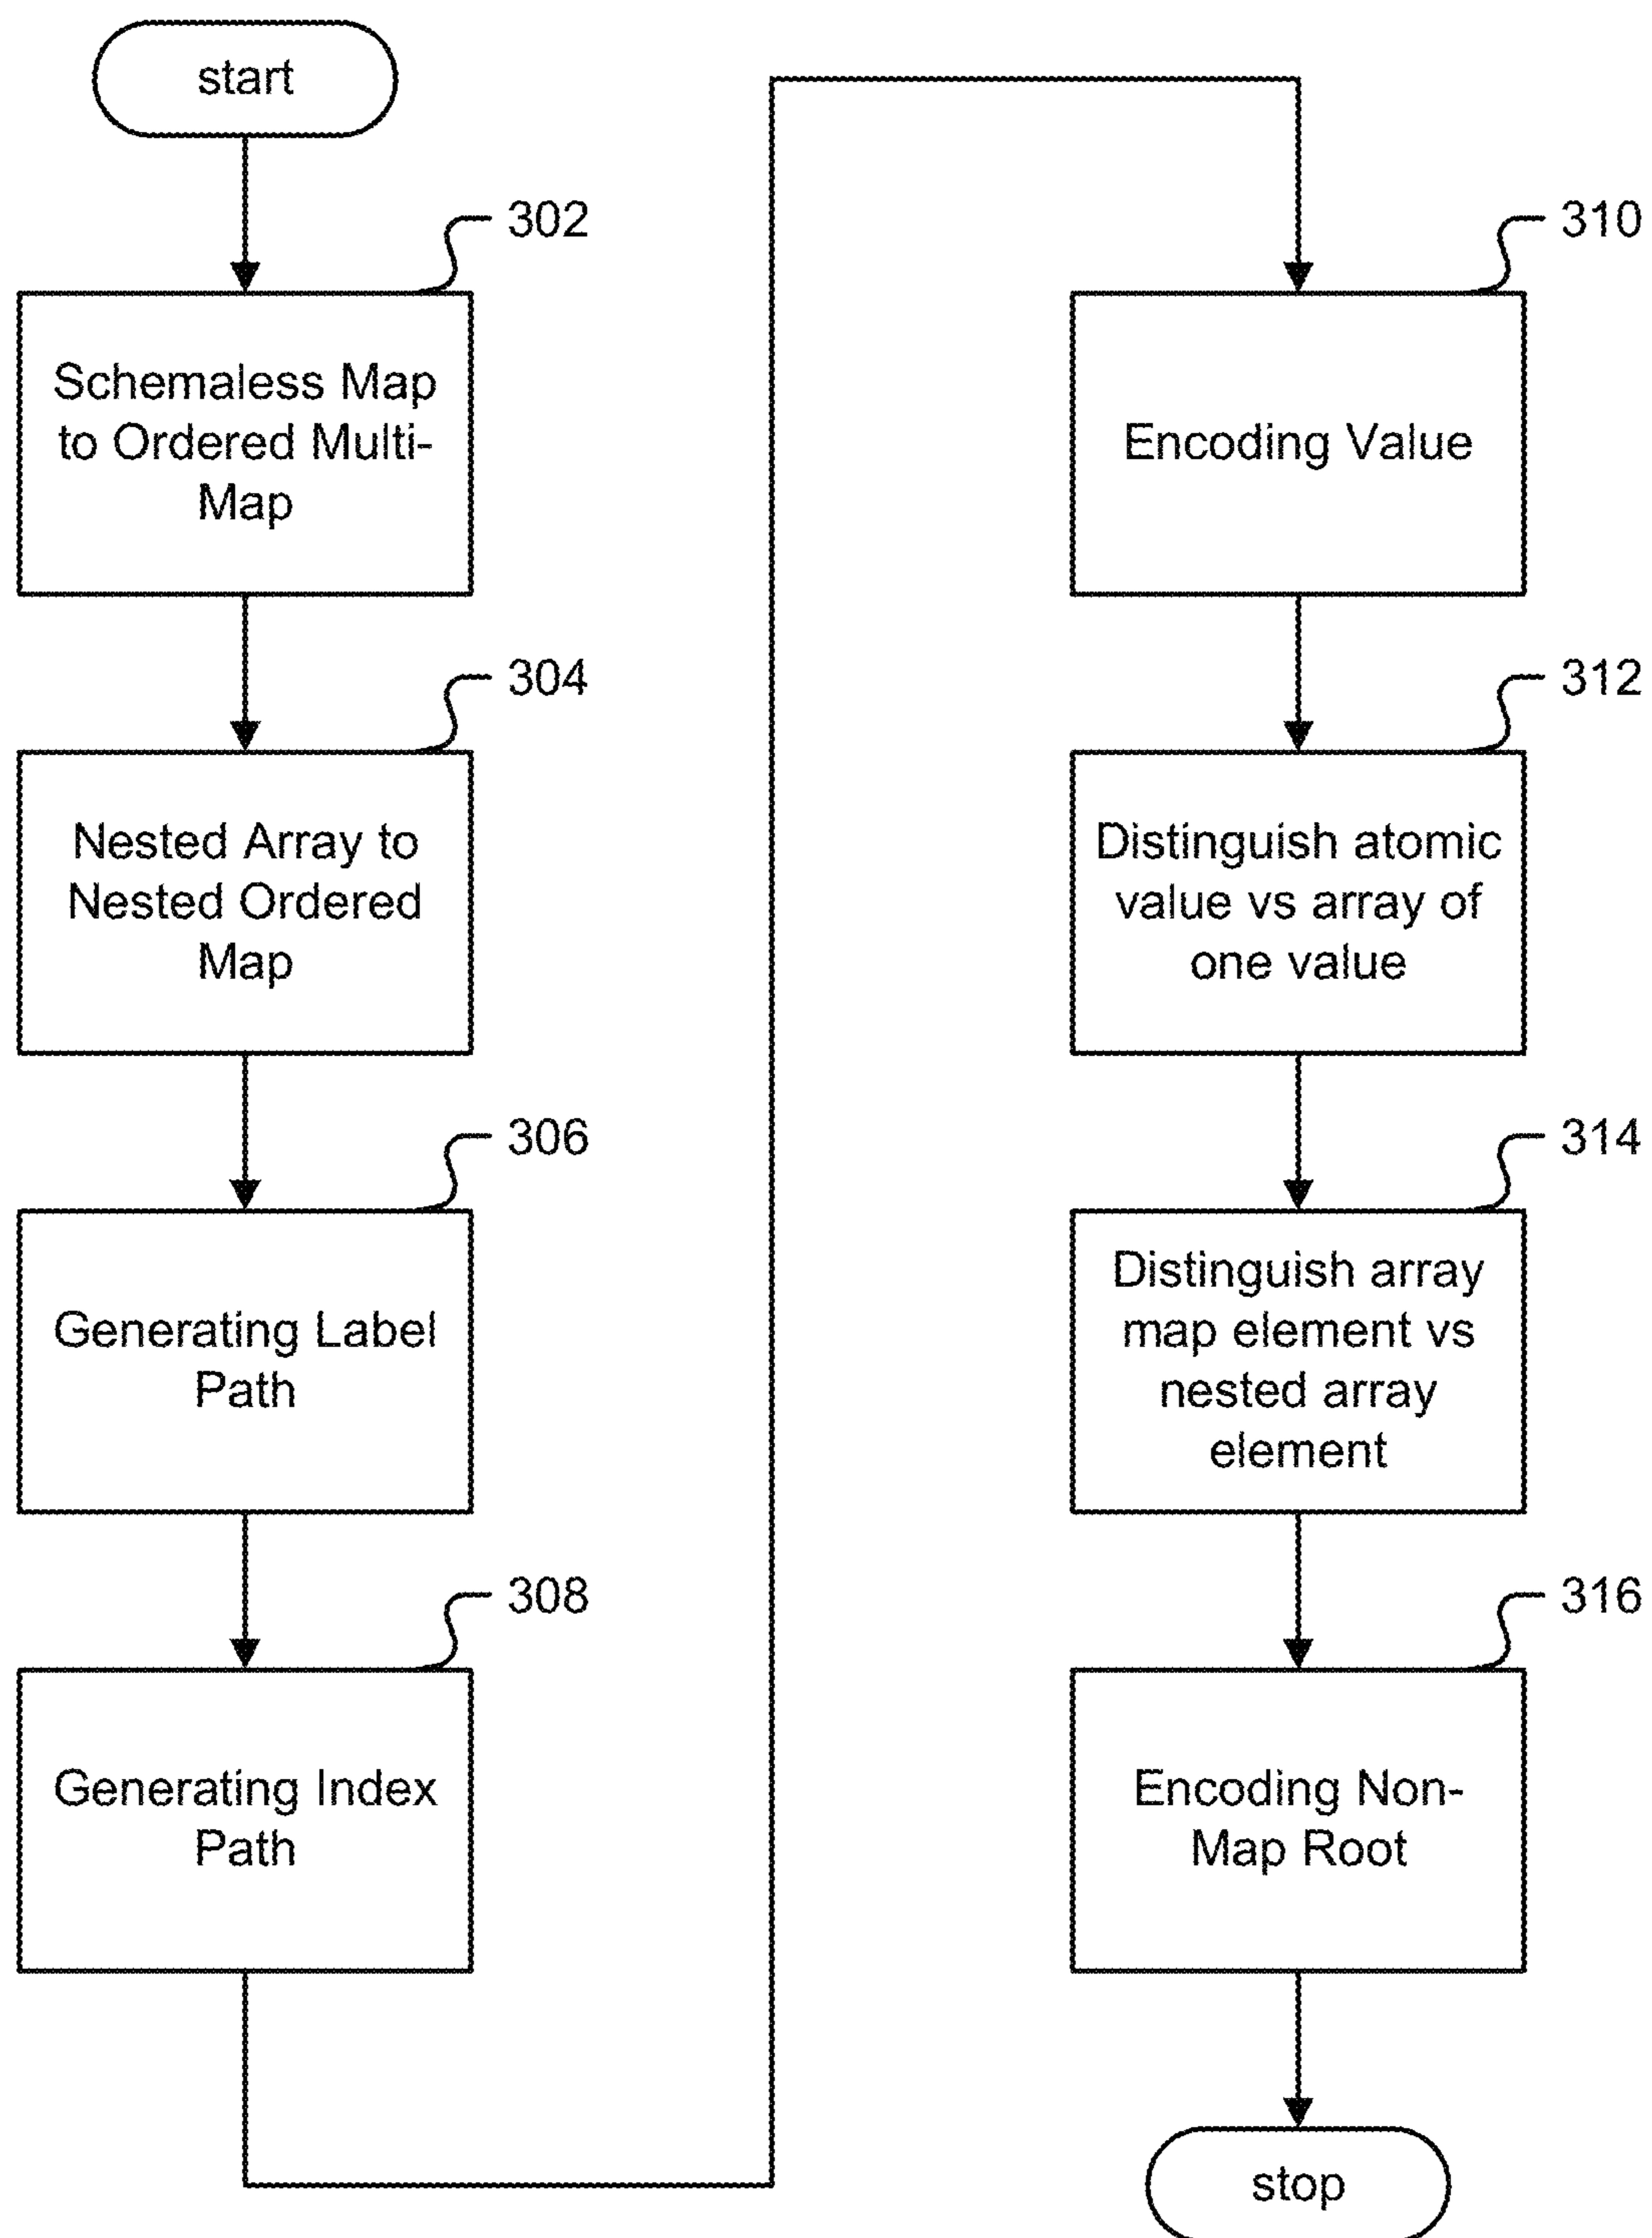 start
302
Schemaless Map
to Ordered Multi-
Map
304
Nested Array to
Nested Ordered
Map
306
Generating Label
Path
308
Generating Index
Path
310
Encoding Value
312
Distinguish atomic
value vs array of
one value
314
Distinguish array
map element vs
nested array
element
316
Encoding Non-
Map Root
stop